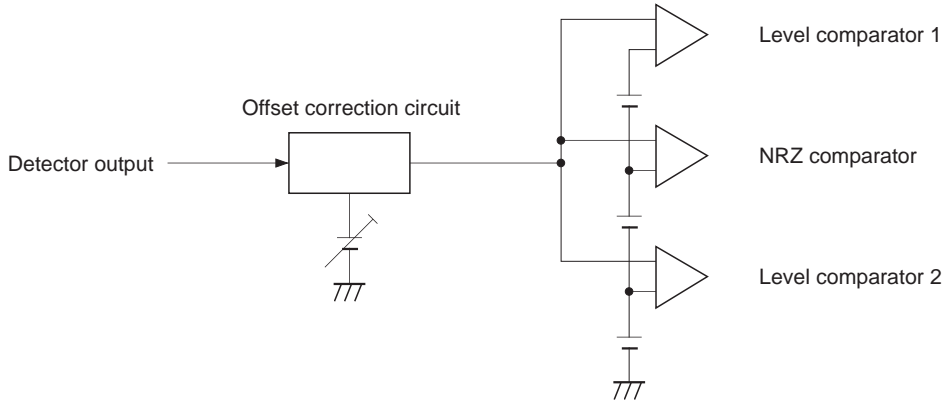 Level comparator 1
Offset correction circuit
Detector output
NRZ comparator
Level comparator 2